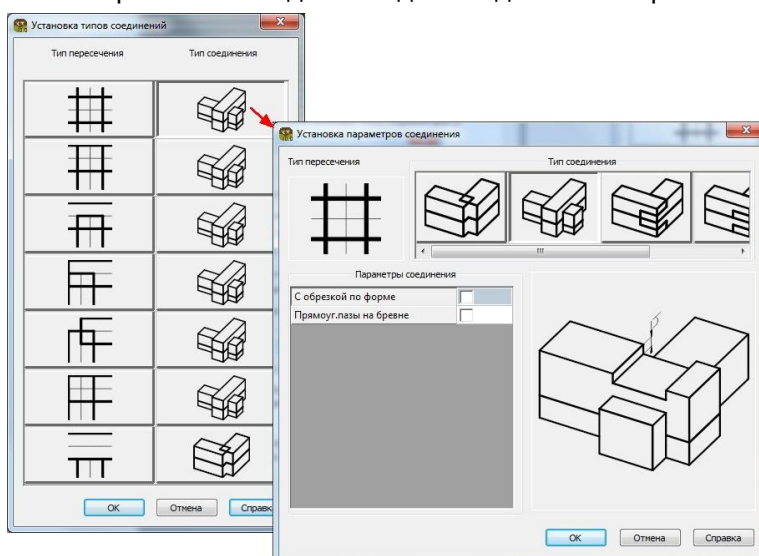 Установка типов соединений
Тип пересечения
Тип соединения
OK
Отмена
Установка параметров соединения
Тип пересечения
Тип соединения
Параметры соединения
С обрезкой по форме
Прямоуг.пазы на бревне
OK
Отмена
Справка